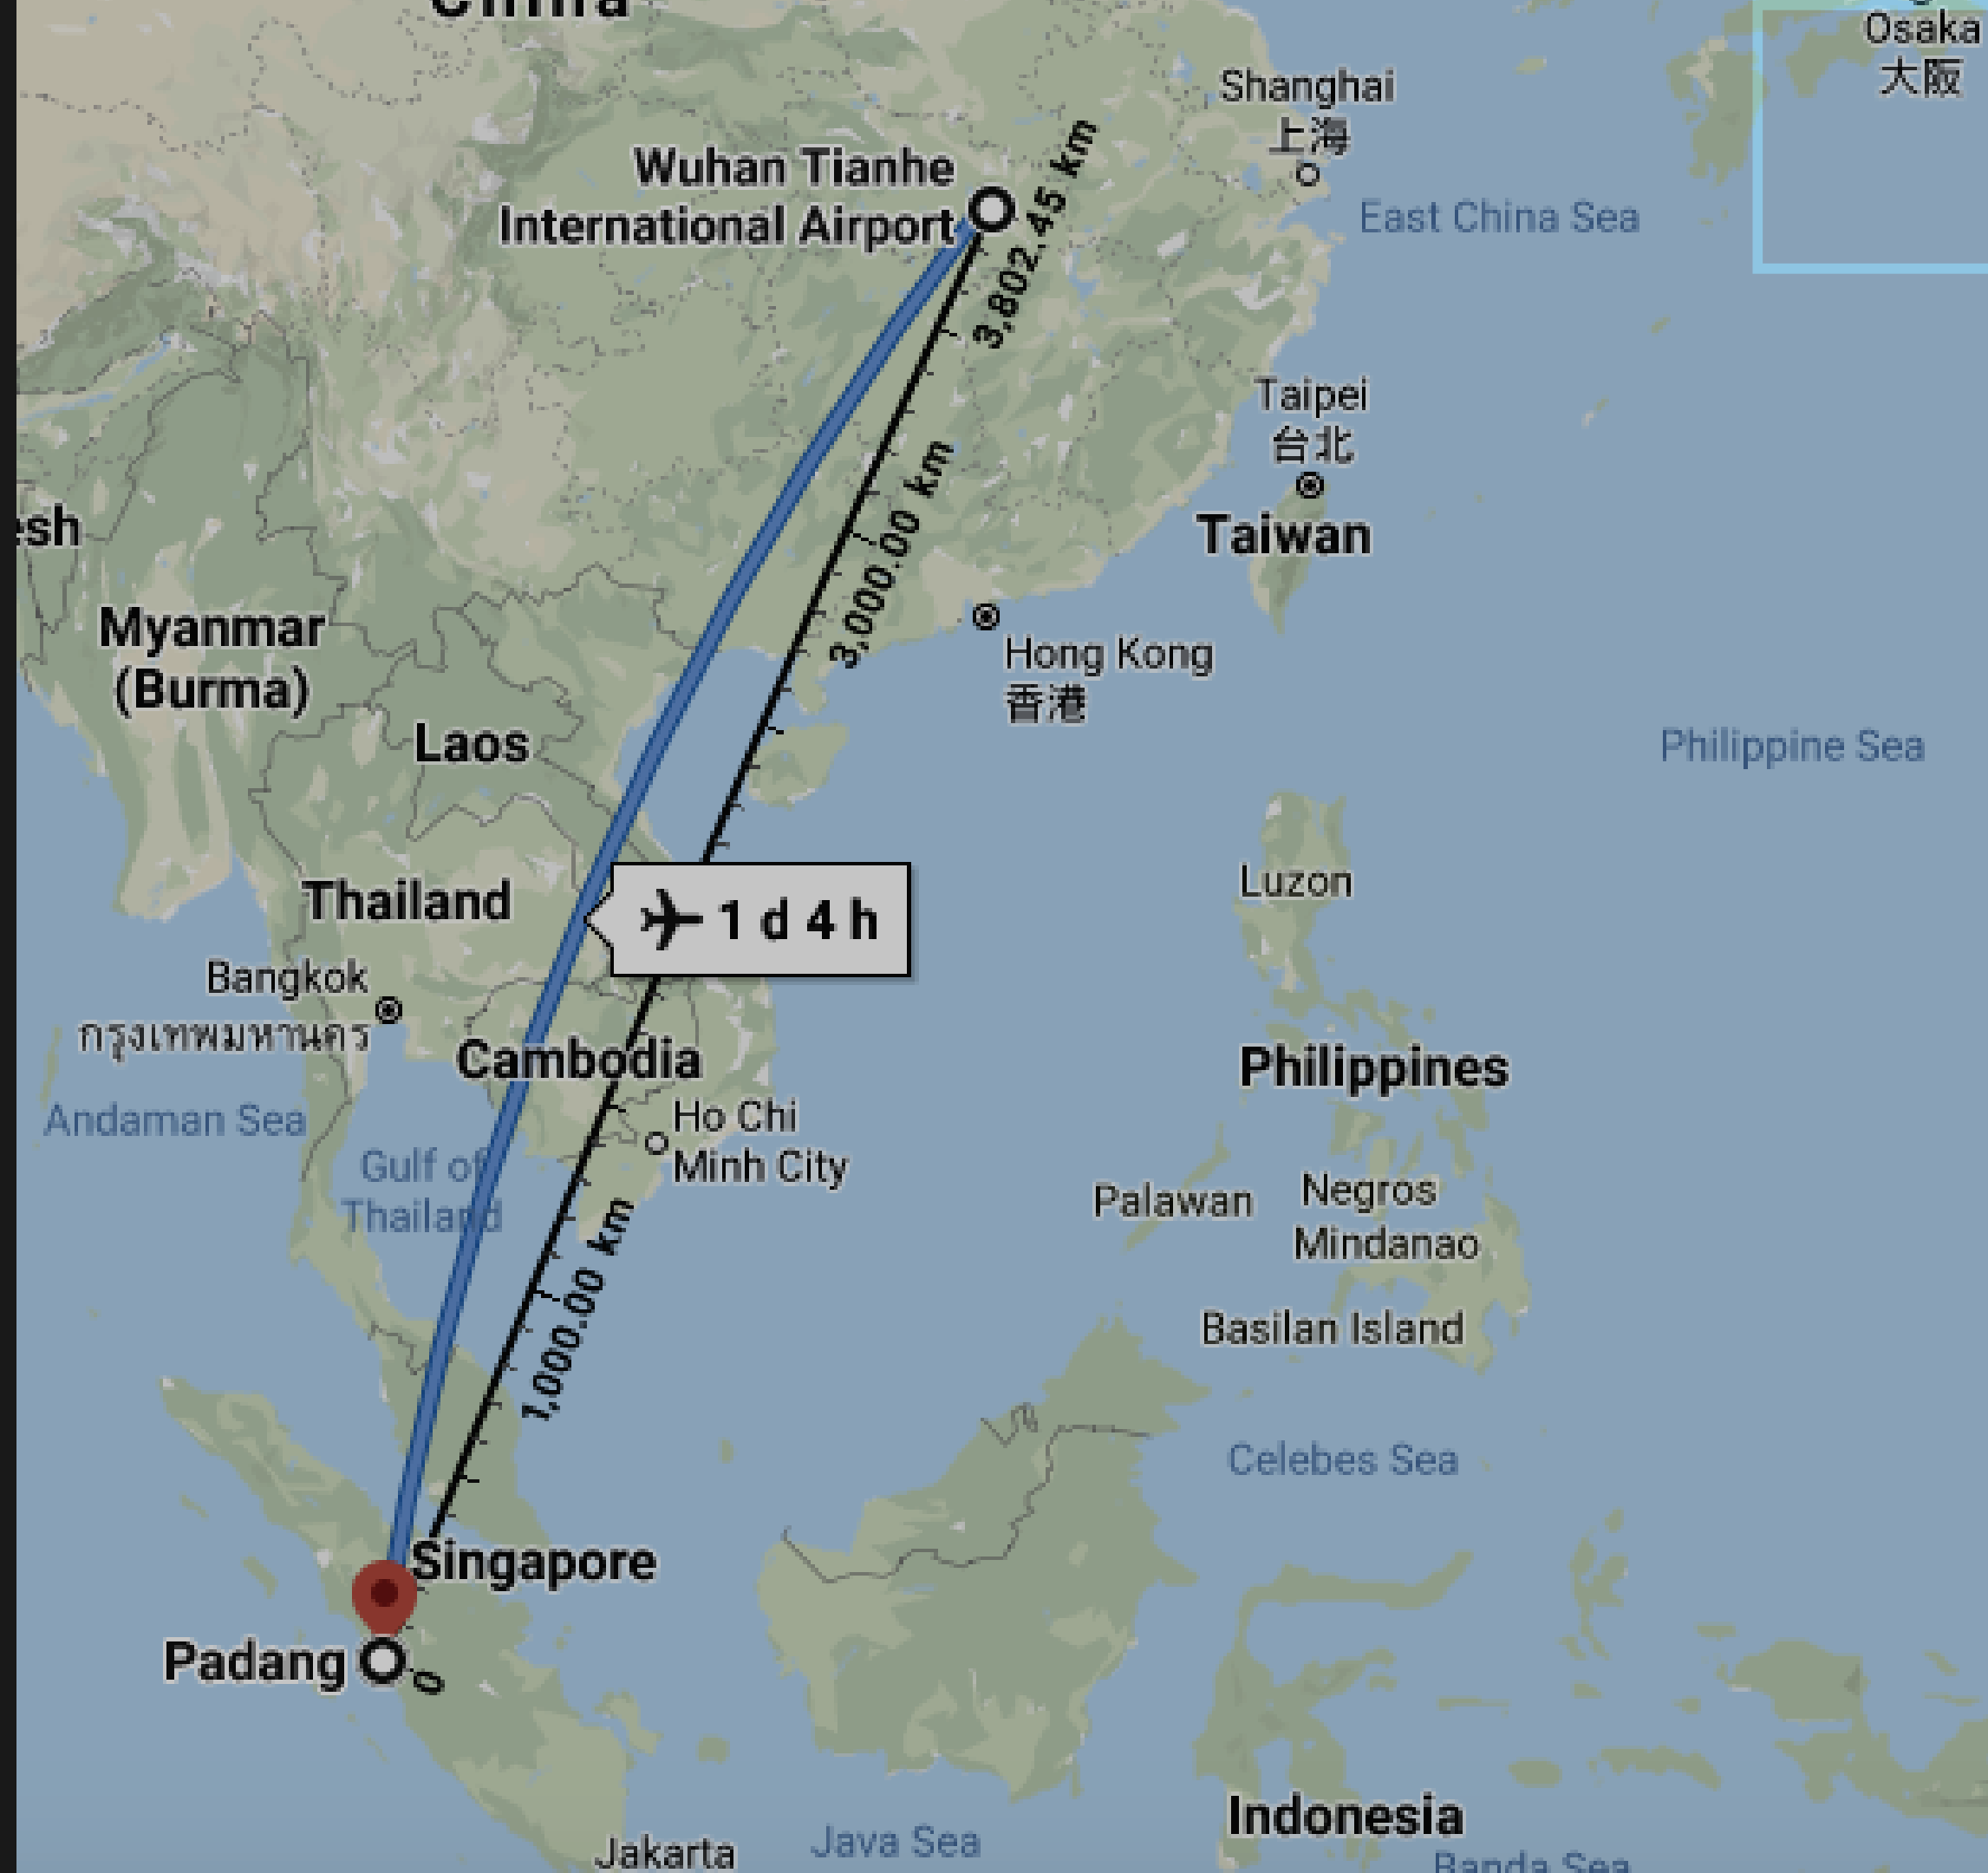 China
Osaka
大阪
Shanghai
上海
Wuhan Tianhe
International Airport
3,802.45 km
East China Sea
Taipei
台北
Taiwan
3,000.00 km
esh
Myanmar
(Burma)
Hong Kong
香港
Laos
Philippine Sea
Luzon
Thailand
1 d 4 h
Bangkok
กรุงเทพมหานคร
Cambodia
Philippines
Andaman Sea
Ho Chi
Minh City
Gulf of
Thailand
Palawan
Negros
Mindanao
1,000.00 km
Basilan Island
Celebes Sea
Singapore
Padang
0
Indonesia
Jakarta
Java Sea
Banda Sea